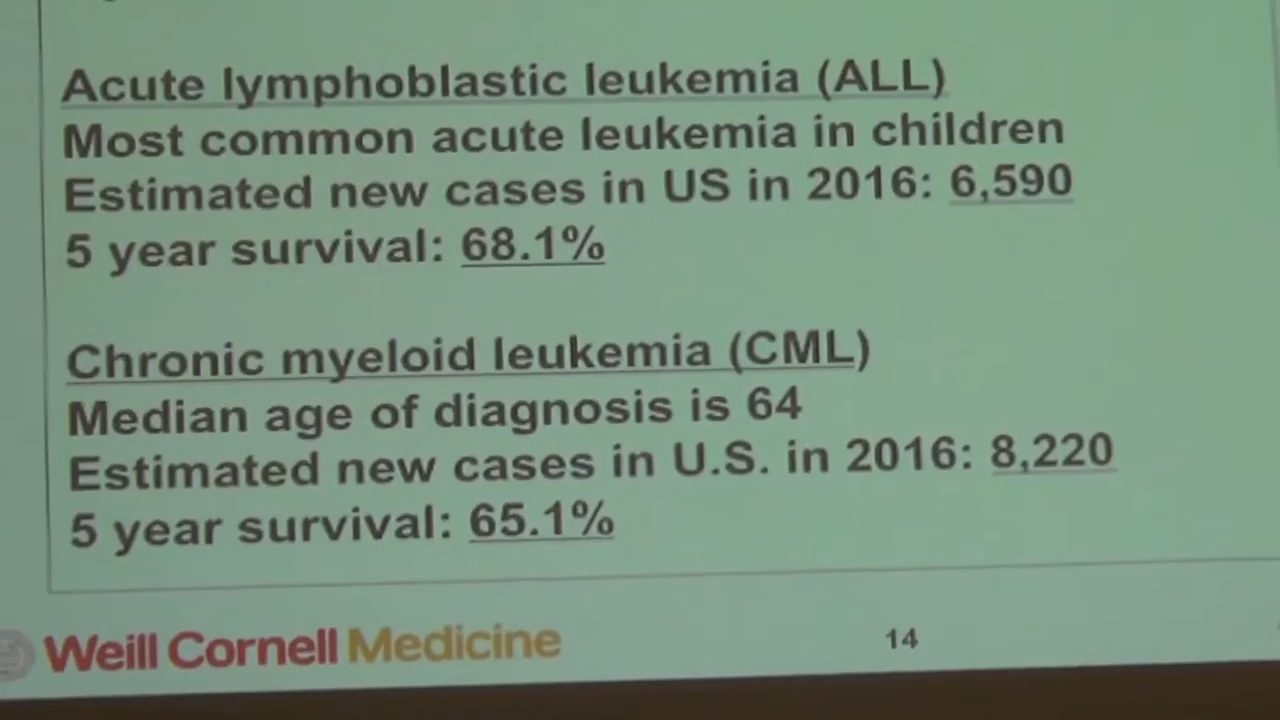 Acute lymphoblastic leukemia (ALL)
Most common acute leukemia in children
Estimated new cases in US in 2016: 6,590
5 year survival: 68.1%
Chronic myeloid leukemia (CML)
Median age of diagnosis is 64
Estimated new cases in U.S. in 2016: 8,220
5 year survival: 65.1%
Weill Cornell Medicine
14